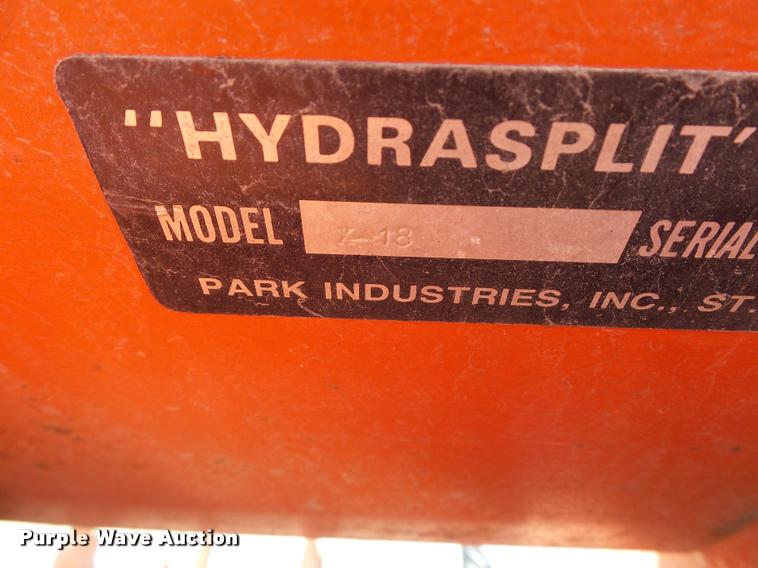 "HYDRASPLIT"
MODEL X-18 SERIAL
PARK INDUSTRIES, INC., ST.
Purple Wave Auction